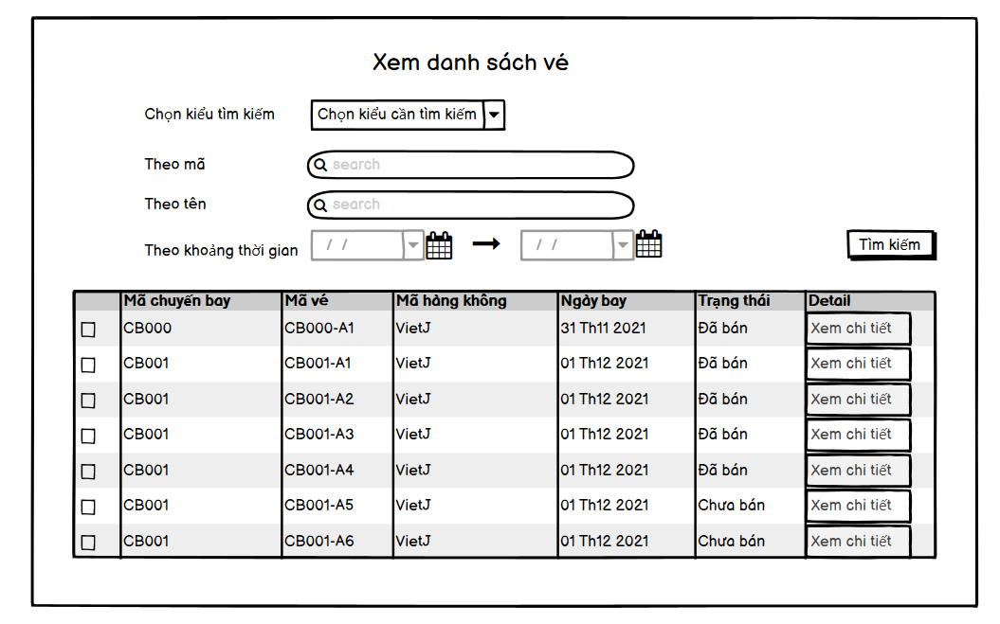 Xem danh sách vé
Chọn kiểu tìm kiếm Chọn kiểu cần tìm kiếm
Theo mã search
Theo tên search
Theo khoảng thời gian / / / / Tìm kiếm
Mã chuyến bay Mã vé Mã hàng không Ngày bay Trạng thái Detail
CB000 CB000-A1 VietJ 31 Th11 2021 Đã bán Xem chi tiết
CB001 CB001-A1 VietJ 01 Th12 2021 Đã bán Xem chi tiết
CB001 CB001-A2 VietJ 01 Th12 2021 Đã bán Xem chi tiết
CB001 CB001-A3 VietJ 01 Th12 2021 Đã bán Xem chi tiết
CB001 CB001-A4 VietJ 01 Th12 2021 Đã bán Xem chi tiết
CB001 CB001-A5 VietJ 01 Th12 2021 Chưa bán Xem chi tiết
CB001 CB001-A6 VietJ 01 Th12 2021 Chưa bán Xem chi tiết